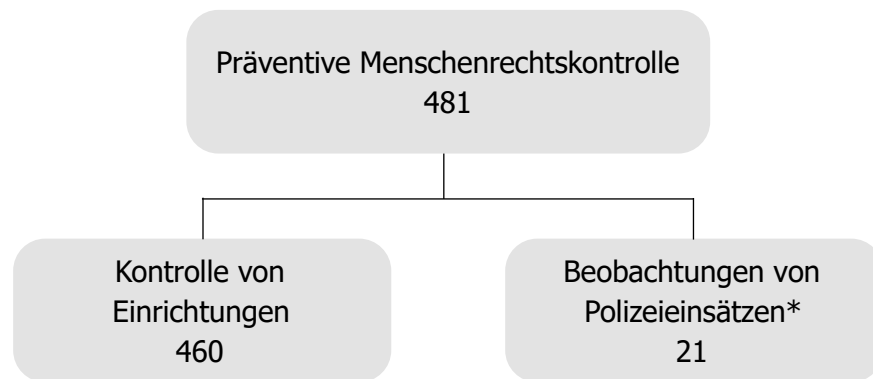 Präventive Menschenrechtskontrolle
481
Kontrolle von
Einrichtungen
460
Beobachtungen von
Polizeieinsätzen*
21